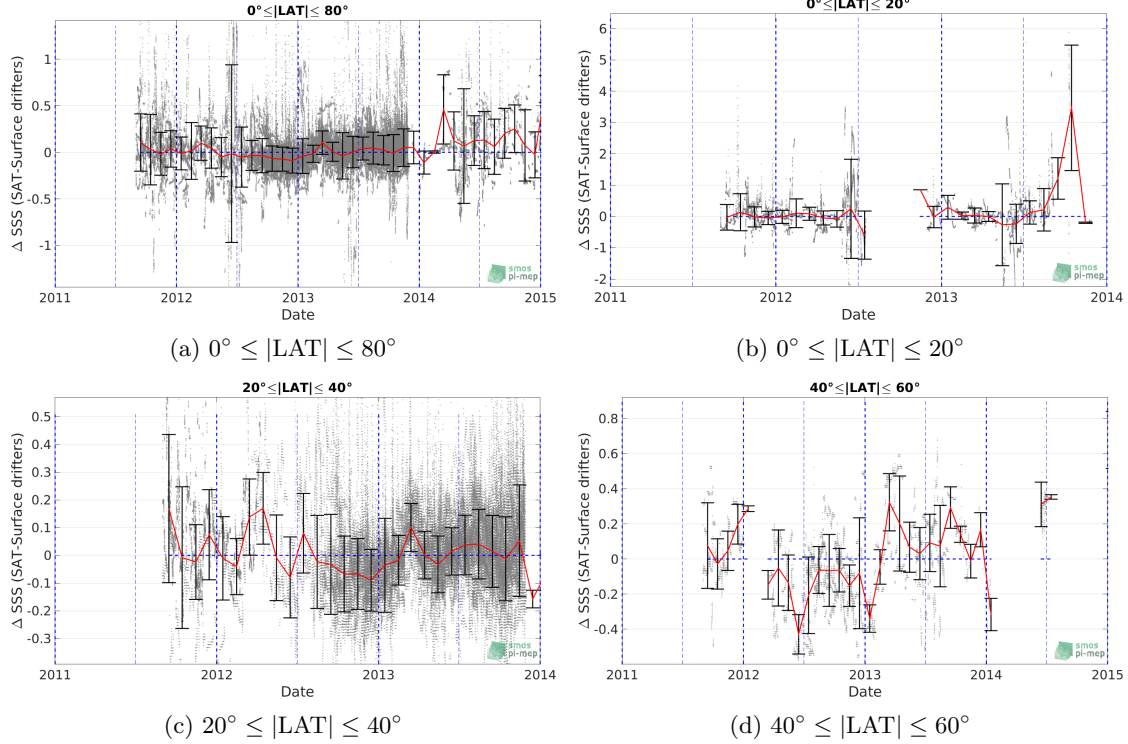 0°≤|LAT|≤ 80°
Δ SSS (SAT-Surface drifters)
1
0.5
0
-0.5
-1
2011 2012 2013 2014 2015
Date
smos
pi-mep
(a) 0° ≤ |LAT| ≤ 80°
0°≤|LAT|≤ 20°
Δ SSS (SAT-Surface drifters)
6
5
4
3
2
1
0
-1
-2
2011 2012 2013 2014
Date
smos
pi-mep
(b) 0° ≤ |LAT| ≤ 20°
20°≤|LAT|≤ 40°
Δ SSS (SAT-Surface drifters)
0.5
0.4
0.3
0.2
0.1
0
-0.1
-0.2
-0.3
2011 2012 2013 2014
Date
smos
pi-mep
(c) 20° ≤ |LAT| ≤ 40°
40°≤|LAT|≤ 60°
Δ SSS (SAT-Surface drifters)
0.8
0.6
0.4
0.2
0
-0.2
-0.4
-0.6
2011 2012 2013 2014 2015
Date
smos
pi-mep
(d) 40° ≤ |LAT| ≤ 60°